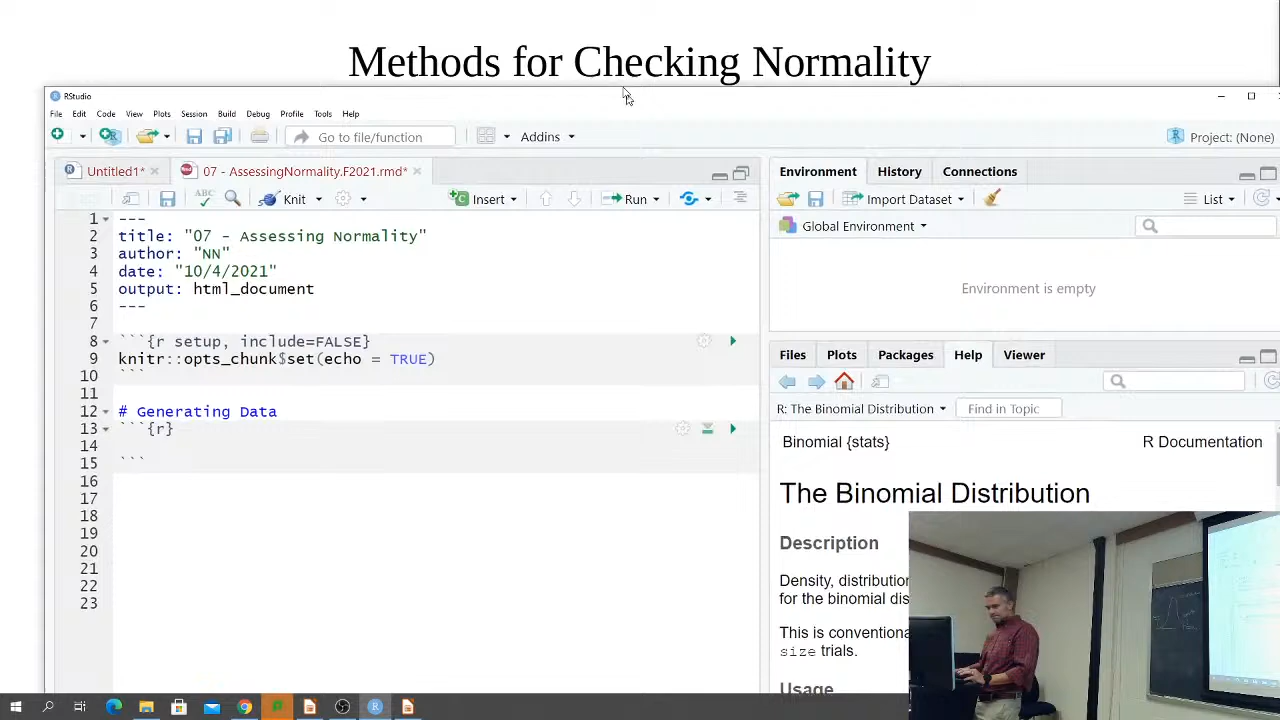 Methods for Checking Normality
RStudio
File Edit Code View Plots Session Build Debug Profile Tools Help
Go to file/function Addins Project: (None)
Untitled1* 07 - AssessingNormality.F2021.rmd*
ABC Knit Insert Run
1 ---
2 title: "07 - Assessing Normality"
3 author: "NN"
4 date: "10/4/2021"
5 output: html_document
6 ---
7
8 ```{r setup, include=FALSE}
9 knitr::opts_chunk$set(echo = TRUE)
10 ```
11
12 # Generating Data
13 ```{r}
14
15 ```
16
17
18
19
20
21
22
23
Environment History Connections
Import Dataset List
Global Environment
Environment is empty
Files Plots Packages Help Viewer
R: The Binomial Distribution Find in Topic
Binomial {stats} R Documentation
The Binomial Distribution
Description
Density, distribution
for the binomial dis
This is conventiona
size trials.
Usage